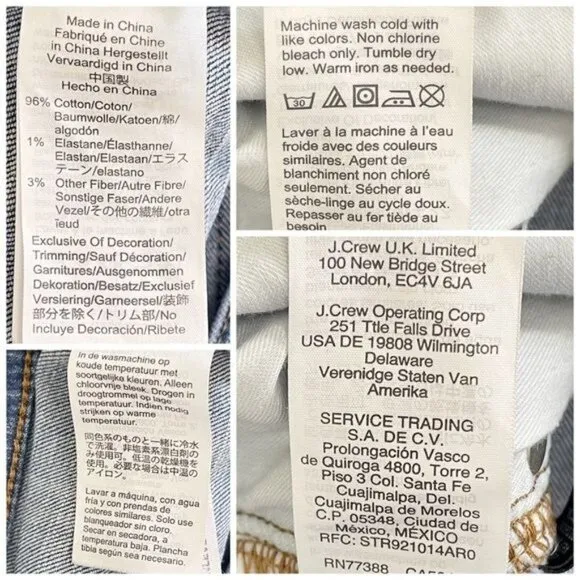 Made in China
Fabriqué en Chine
in China Hergestellt
Vervaardigd in China
中国製
Hecho en China
96% Cotton/Coton/
Baumwolle/Katoen/綿/
algodón
1% Elastane/Élasthanne/
Elastan/Elastaan/エラス
テーン/elastano
3% Other Fiber/Autre Fibre/
Sonstige Faser/Andere
Vezel/その他の繊維/otra
ïeud
Exclusive Of Decoration/
Trimming/Sauf Décoration/
Garnitures/Ausgenommen
Dekoration/Besatz/Exclusief
Versiering/Garneersel/装飾
部分を除く/トリム部/No
Incluye Decoración/Ribete
Machine wash cold with
like colors. Non chlorine
bleach only. Tumble dry
low. Warm iron as needed.
30
Laver à la machine à l'eau
froide avec des couleurs
similaires. Agent de
blanchiment non chloré
seulement. Sécher au
sèche-linge au cycle doux.
Repasser au fer tiède au
besoin
in de wasmachine op
koude temperatuur met
soortgelijke kleuren. Alleen
chloorvrije bleek. Drogen in
droogtrommel op lage
temperatuur. Indien nodig
strijken op warme
temperatuur.
同色系のものと一緒に冷水
で洗濯。非塩素系漂白剤の
み使用可。低温の乾燥機を
使用。必要な場合は中温の
アイロン。
Lavar a máquina, con agua
fría y con prendas de
colores similares. Solo use
blanqueador sin cloro.
Secar en secadora, a
temperatura baja. Plancha
tibia según sea necesario.
J.Crew U.K. Limited
100 New Bridge Street
London, EC4V 6JA
J.Crew Operating Corp
251 Ttle Falls Drive
USA DE 19808 Wilmington
Delaware
Verenidge Staten Van
Amerika
SERVICE TRADING
S.A. DE C.V.
Prolongación Vasco
de Quiroga 4800, Torre 2,
Piso 3 Col. Santa Fe
Cuajimalpa, Del.
Cuajimalpa de Morelos
C.P. 05348, Ciudad de
México, MÉXICO
RFC: STR921014AR0
RN77388